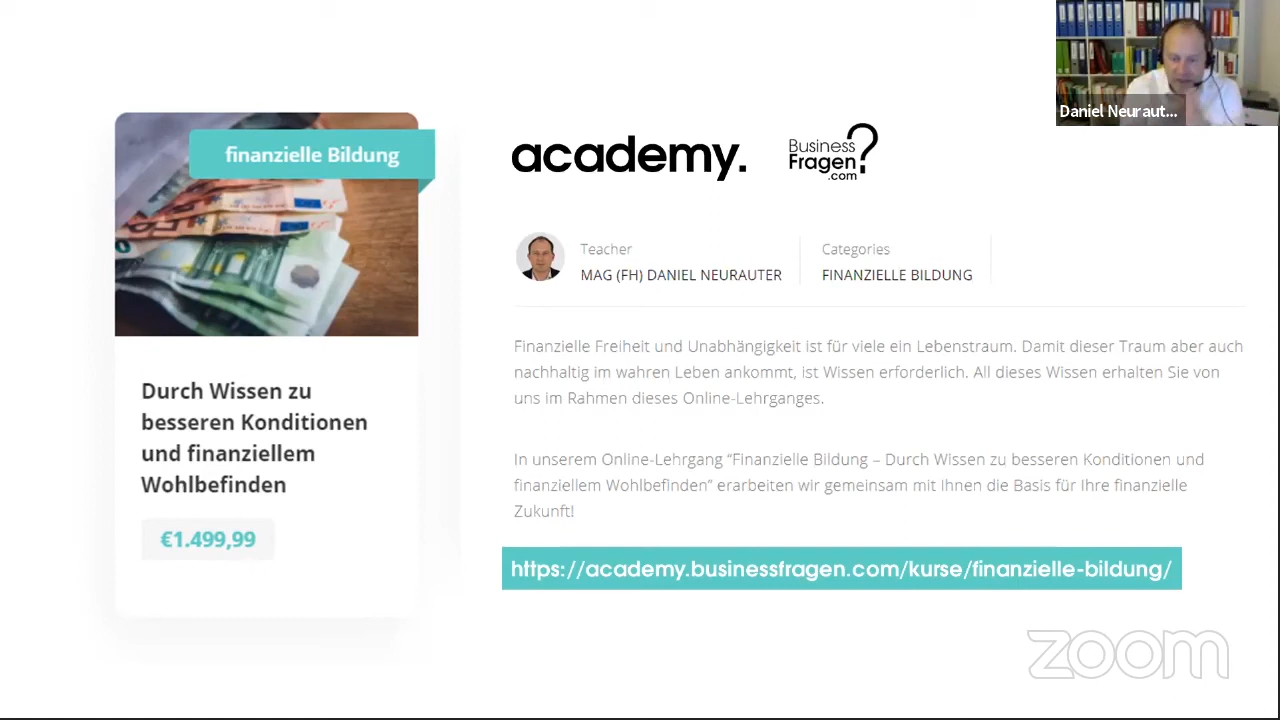 Daniel Neuraut...
finanzielle Bildung
academy.
Business
Fragen?
.com
Teacher
MAG (FH) DANIEL NEURAUTER
Categories
FINANZIELLE BILDUNG
Finanzielle Freiheit und Unabhängigkeit ist für viele ein Lebenstraum. Damit dieser Traum aber auch
nachhaltig im wahren Leben ankommt, ist Wissen erforderlich. All dieses Wissen erhalten Sie von
uns im Rahmen dieses Online-Lehrganges.
Durch Wissen zu
besseren Konditionen
und finanziellem
Wohlbefinden
€1.499,99
In unserem Online-Lehrgang “Finanzielle Bildung – Durch Wissen zu besseren Konditionen und
finanziellem Wohlbefinden” erarbeiten wir gemeinsam mit Ihnen die Basis für Ihre finanzielle
Zukunft!
https://academy.businessfragen.com/kurse/finanzielle-bildung/
zoom